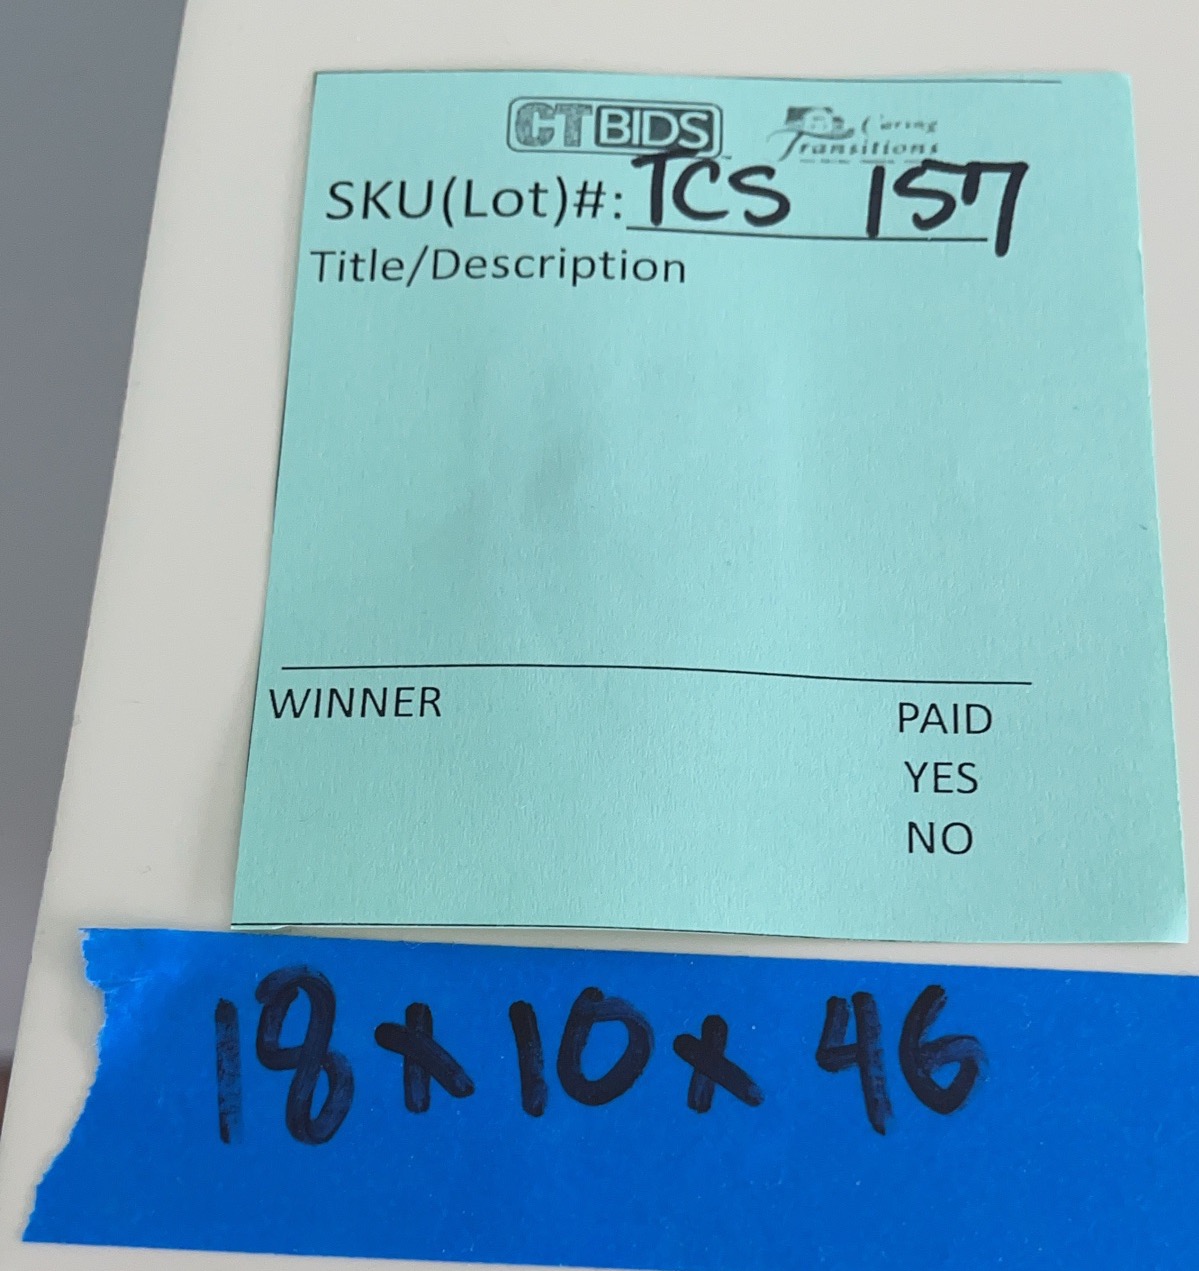 CTBIDS Caring
Transitions
SKU(Lot)#: TCS 157
Title/Description
WINNER PAID
YES
NO
18x10x46